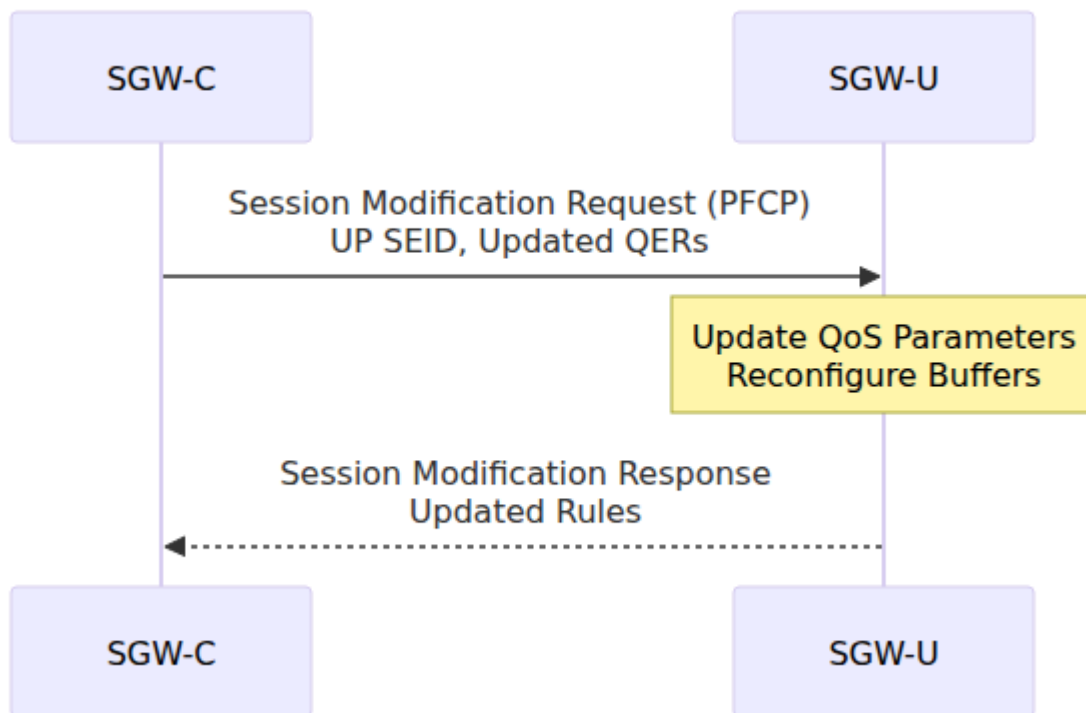 SGW-C
SGW-U
Session Modification Request (PFCP)
UP SEID, Updated QERs
Update QoS Parameters
Reconfigure Buffers
Session Modification Response
Updated Rules
SGW-C
SGW-U